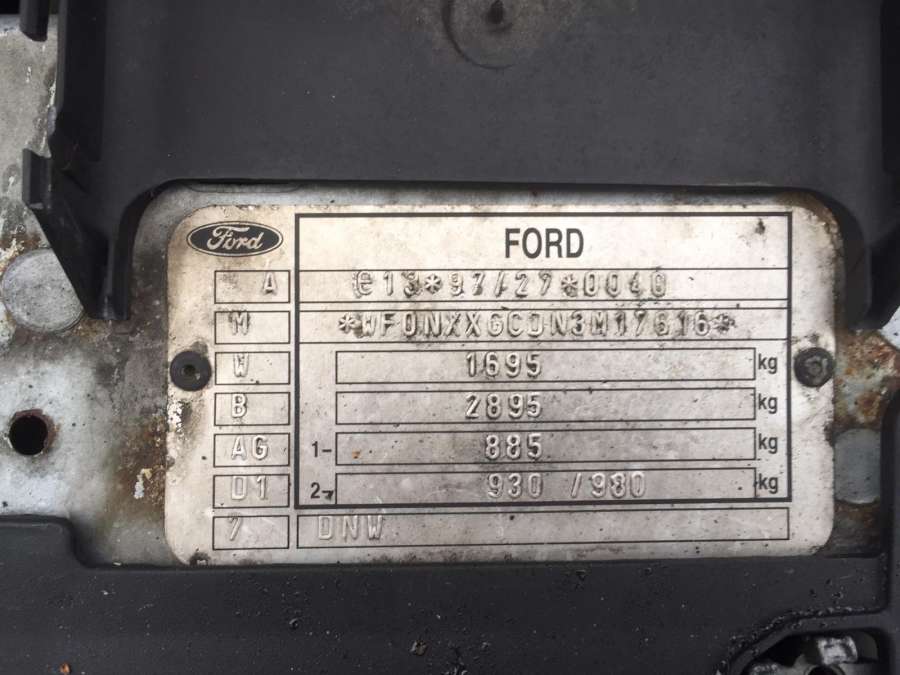 Ford FORD
A e13*97/27*0040
M *WF0NXXGCDN3M17616*
W 1695 kg
B 2895 kg
AG 1- 885 kg
D1 2- 930 /980 kg
7 DNW